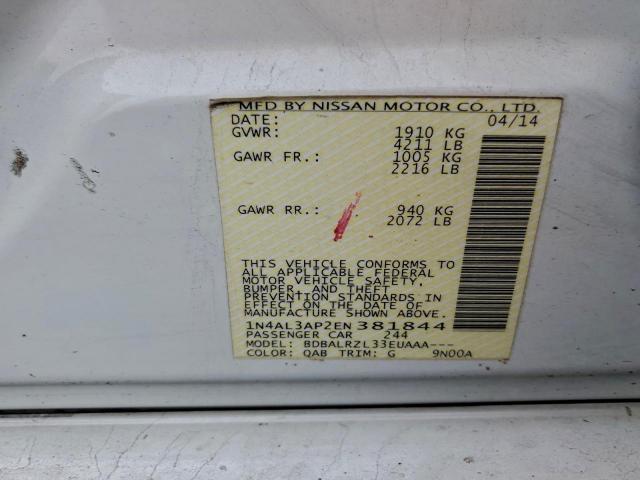 MFD BY NISSAN MOTOR CO., LTD.
DATE: 04/14
GVWR: 1910 KG
4211 LB
GAWR FR.: 1005 KG
2216 LB
GAWR RR.: 940 KG
2072 LB
THIS VEHICLE CONFORMS TO
ALL APPLICABLE FEDERAL
MOTOR VEHICLE SAFETY,
BUMPER, AND THEFT
PREVENTION STANDARDS IN
EFFECT ON THE DATE OF
MANUFACTURE SHOWN ABOVE.
1N4AL3AP2EN381844
PASSENGER CAR 244
MODEL: BDBALRZL33EUAAA---
COLOR: QAB TRIM: G 9N00A